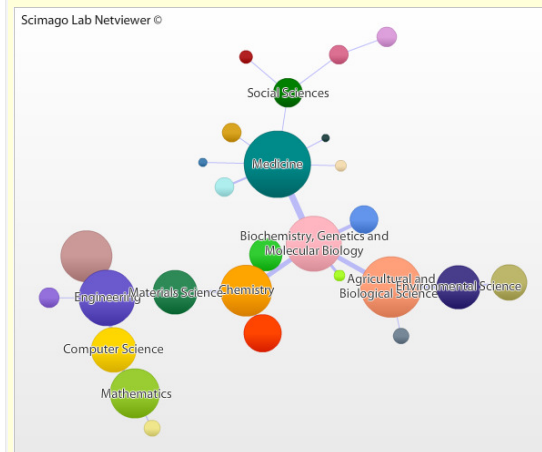 Scimago Lab Netviewer ©
Social Sciences
Medicine
Biochemistry, Genetics and
Molecular Biology
Agricultural and
Biological Science
Environmental Science
Engineering
Materials Science
Chemistry
Computer Science
Mathematics